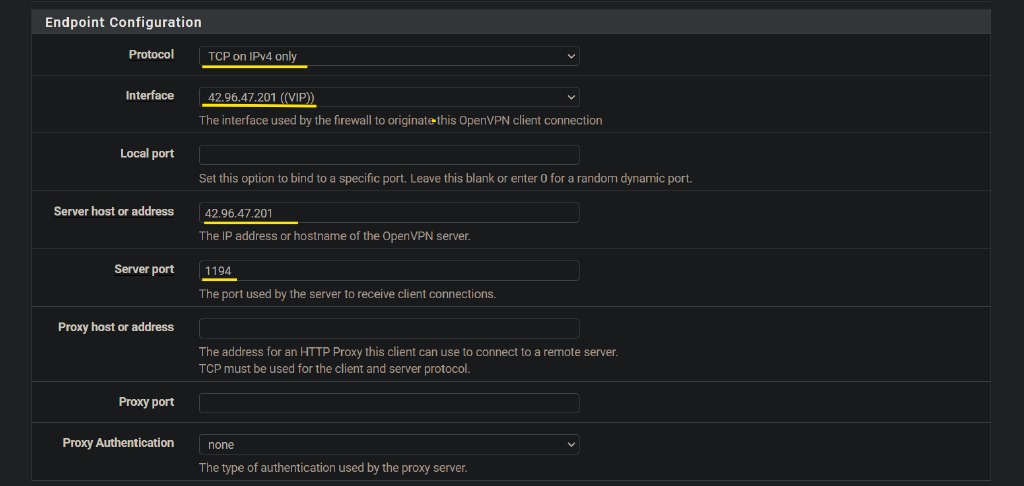 Endpoint Configuration
Protocol
TCP on IPv4 only
Interface
42.96.47.201 ((VIP))
The interface used by the firewall to originate this OpenVPN client connection
Local port
Set this option to bind to a specific port. Leave this blank or enter 0 for a random dynamic port.
Server host or address
42.96.47.201
The IP address or hostname of the OpenVPN server.
Server port
1194
The port used by the server to receive client connections.
Proxy host or address
The address for an HTTP Proxy this client can use to connect to a remote server.
TCP must be used for the client and server protocol.
Proxy port
Proxy Authentication
none
The type of authentication used by the proxy server.